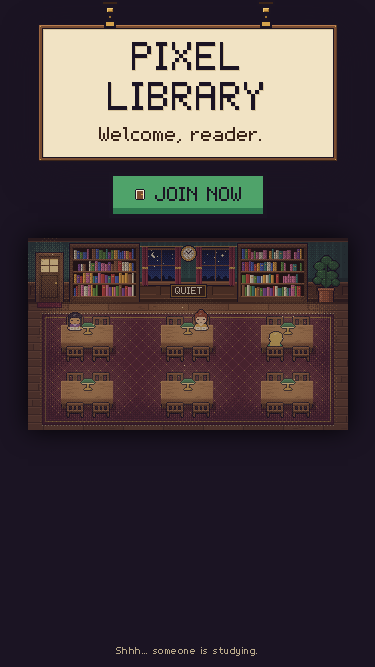 PIXEL
LIBRARY
Welcome, reader.
JOIN NOW
QUIET
Shhh… someone is studying.